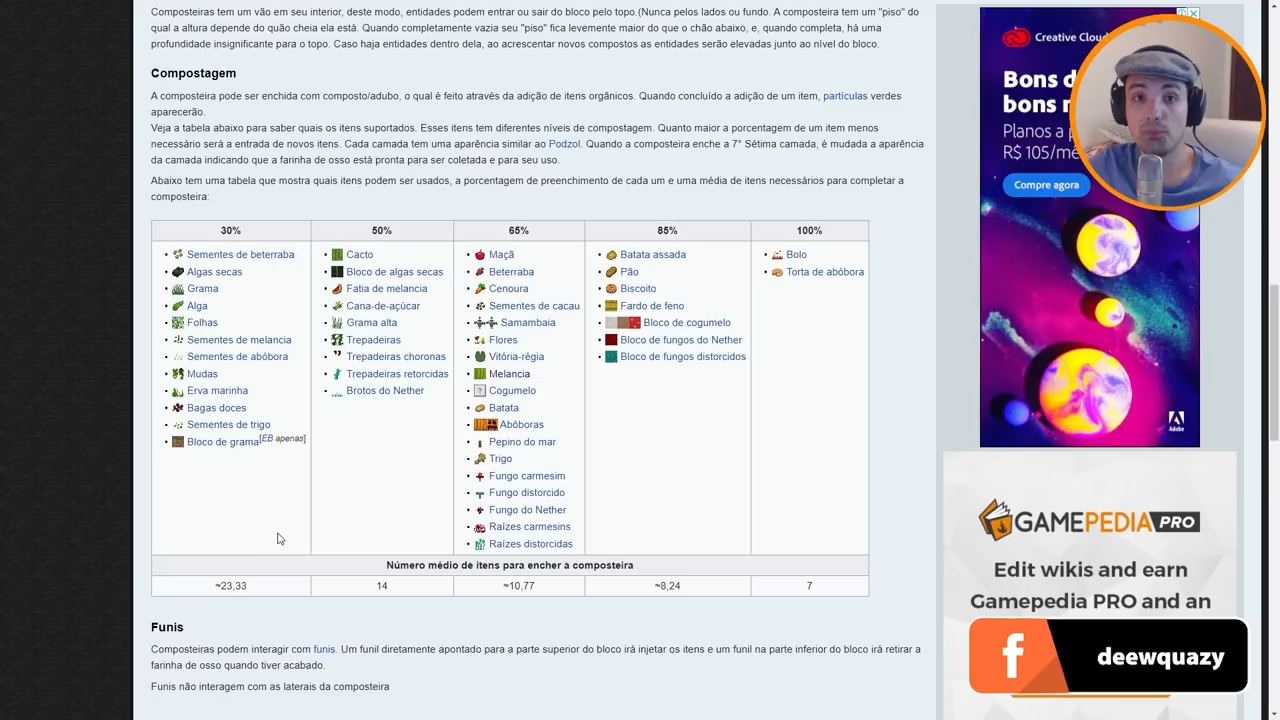 Composteiras tem um vão em seu interior, deste modo, entidades podem entrar ou sair do bloco pelo topo.(Nunca pelos lados ou fundo. A composteira tem um "piso" do
qual a altura depende do quão cheia ela está. Quando completamente vazia seu "piso" fica levemente maior do que o chão abaixo, e, quando completa, há uma
profundidade insignificante para o topo. Caso haja entidades dentro dela, ao acrescentar novos compostos as entidades serão elevadas junto ao nível do bloco.
Compostagem
A composteira pode ser enchida com composto/adubo, o que é feito através da adição de itens orgânicos. Quando concluído a adição de um item, partículas verdes
aparecerão.
Veja a tabela abaixo para saber quais os itens suportados. Esses itens tem diferentes níveis de compostagem. Quanto maior a porcentagem de um item menos
necessário será a entrada de novos itens. Cada camada tem uma aparência similar ao Podzol. Quando a composteira enche a 7° Sétima camada, é mudada a aparência
da camada indicando que a farinha de osso está pronta para ser coletada e para seu uso.
Abaixo tem uma tabela que mostra quais itens podem ser usados, a porcentagem de preenchimento de cada um e uma média de itens necessários para completar a
composteira:
30% 50% 65% 85% 100%
Sementes de beterraba Cacto Maçã Batata assada Bolo
Algas secas Bloco de algas secas Beterraba Pão Torta de abóbora
Grama Fatia de melancia Cenoura Biscoito
Alga Cana-de-açúcar Sementes de cacau Fardo de feno
Folhas Grama alta Samambaia Bloco de cogumelo
Sementes de melancia Trepadeiras Flores Bloco de fungos do Nether
Sementes de abóbora Trepadeiras choronas Vitória-régia Bloco de fungos distorcidos
Mudas Trepadeiras retorcidas Melancia
Erva marinha Brotos do Nether Cogumelo
Bagas doces Batata
Sementes de trigo Abóboras
Bloco de grama[EB apenas] Pepino do mar
Trigo
Fungo carmesim
Fungo distorcido
Fungo do Nether
Raízes carmesins
Raízes distorcidas
Número médio de itens para encher a composteira
≈23,33 14 ≈10,77 ≈8,24 7
Funis
Composteiras podem interagir com funis. Um funil diretamente apontado para a parte superior do bloco irá injetar os itens e um funil na parte inferior do bloco irá retirar a
farinha de osso quando tiver acabado.
Funis não interagem com as laterais da composteira
Creative Cloud
Bons
bons
Planos a
R$ 105/
Compre agora
Adobe
GAMEPEDIA PRO
Edit wikis and earn
Gamepedia PRO and an
f deewquazy